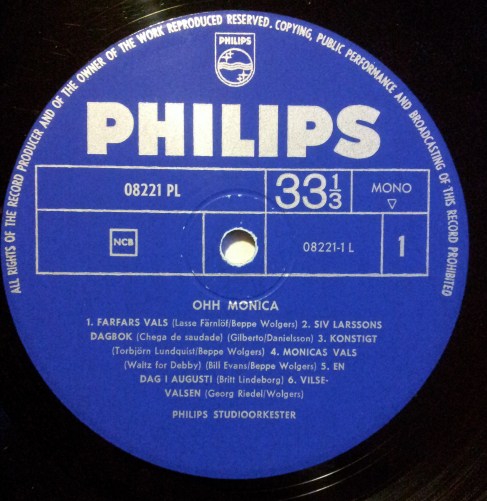 ALL RIGHTS OF THE RECORD PRODUCER AND OF THE OWNER OF THE WORK REPRODUCED RESERVED. COPYING, PUBLIC PERFORMANCE AND BROADCASTING OF THIS RECORD PROHIBITED
PHILIPS
PHILIPS
08221 PL
33 1/3
MONO
▽
NCB
08221-1 L
1
OHH MONICA
1. FARFARS VALS (Lasse Färnlöf/Beppe Wolgers) 2. SIV LARSSONS
DAGBOK (Chega de saudade) (Gilberto/Danielsson) 3. KONSTIGT
(Torbjörn Lundquist/Beppe Wolgers) 4. MONICAS VALS
(Waltz for Debby) (Bill Evans/Beppe Wolgers) 5. EN
DAG I AUGUSTI (Britt Lindeborg) 6. VILSE-
VALSEN (Georg Riedel/Wolgers)
PHILIPS STUDIOORKESTER